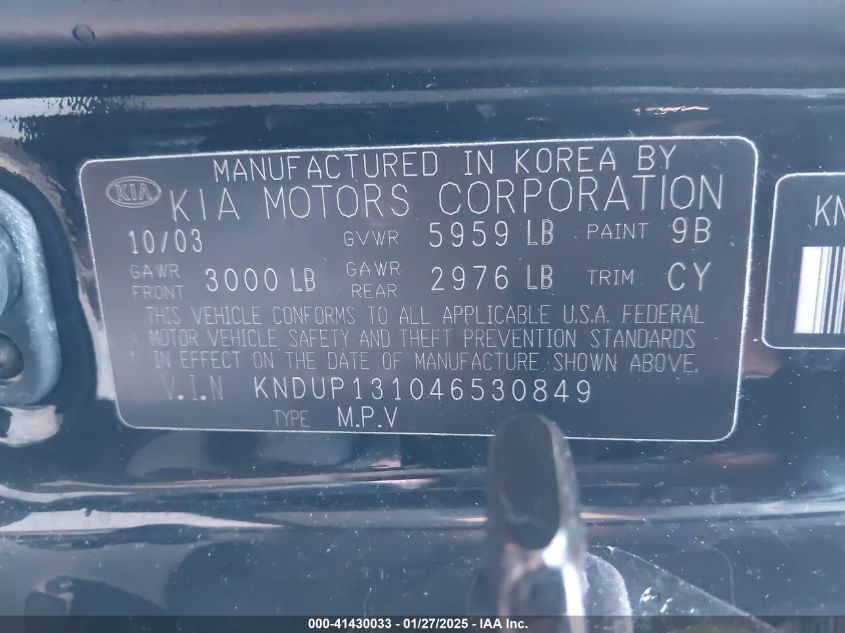 MANUFACTURED IN KOREA BY
KIA
KIA MOTORS CORPORATION
10/03 GVWR 5959 LB PAINT 9B
GAWR FRONT 3000 LB GAWR REAR 2976 LB TRIM CY
THIS VEHICLE CONFORMS TO ALL APPLICABLE U.S.A. FEDERAL
MOTOR VEHICLE SAFETY AND THEFT PREVENTION STANDARDS
IN EFFECT ON THE DATE OF MANUFACTURE SHOWN ABOVE.
V.I.N KNDUP131046530849
TYPE M.P.V
KN
000-41430033 - 01/27/2025 - IAA Inc.